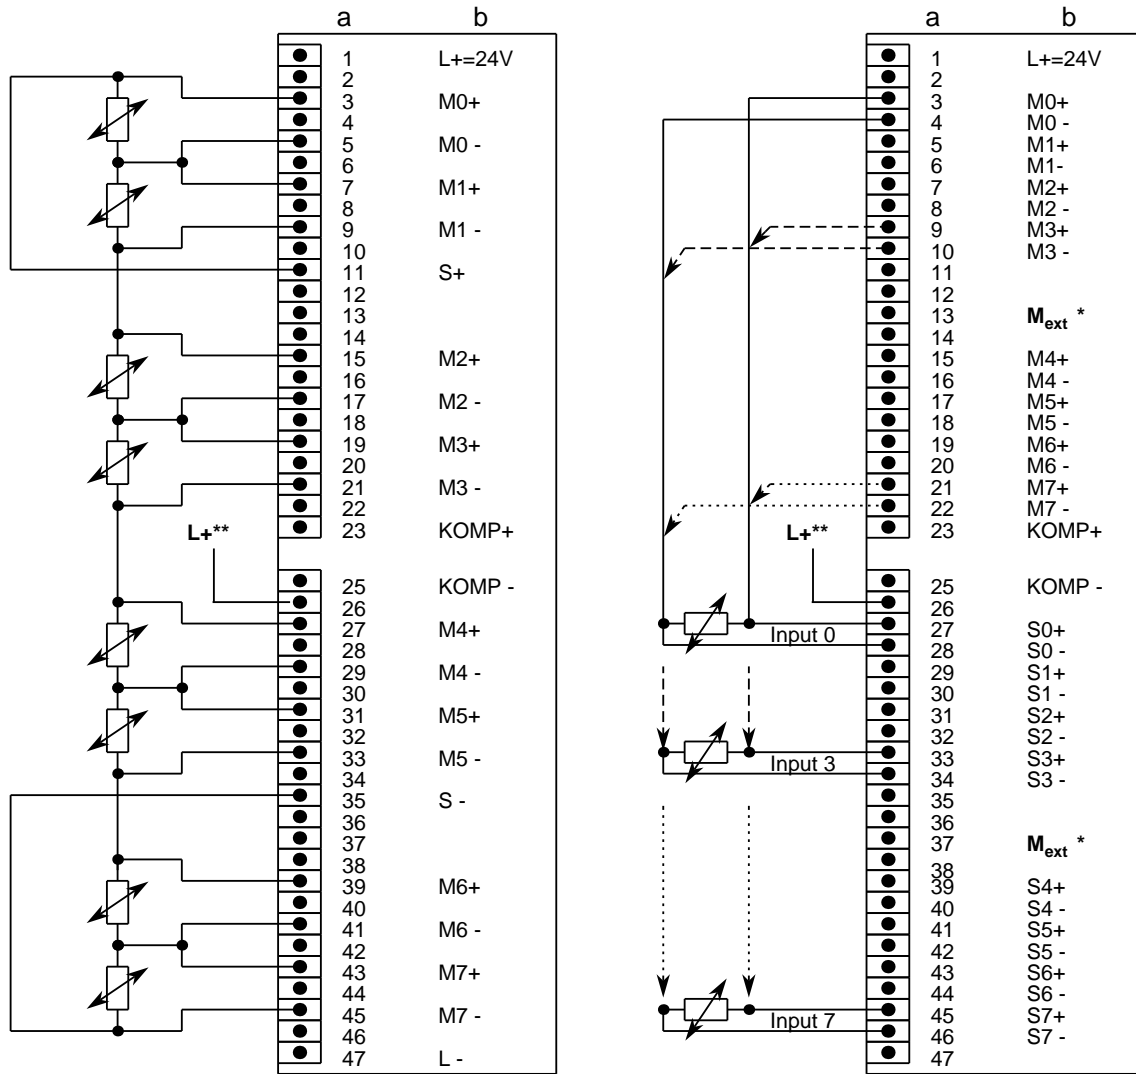 a b
1 L+=24V
2
3 M0+
4
5 M0 -
6
7 M1+
8
9 M1 -
10
11 S+
12
13
14
15 M2+
16
17 M2 -
18
19 M3+
20
21 M3 -
22
23 KOMP+
L+**
25 KOMP -
26
27 M4+
28
29 M4 -
30
31 M5+
32
33 M5 -
34
35 S -
36
37
38
39 M6+
40
41 M6 -
42
43 M7+
44
45 M7 -
46
47 L -
a b
1 L+=24V
2
3 M0+
4 M0 -
5 M1+
6 M1-
7 M2+
8 M2 -
9 M3+
10 M3 -
11
12
13 Mext *
14
15 M4+
16 M4 -
17 M5+
18 M5 -
19 M6+
20 M6 -
21 M7+
22 M7 -
23 KOMP+
L+**
25 KOMP -
26
Input 0
27 S0+
28 S0 -
29 S1+
30 S1 -
31 S2+
32 S2 -
Input 3
33 S3+
34 S3 -
35
36
37 Mext *
38
39 S4+
40 S4 -
41 S5+
42 S5 -
43 S6+
44 S6 -
Input 7
45 S7+
46 S7 -
47